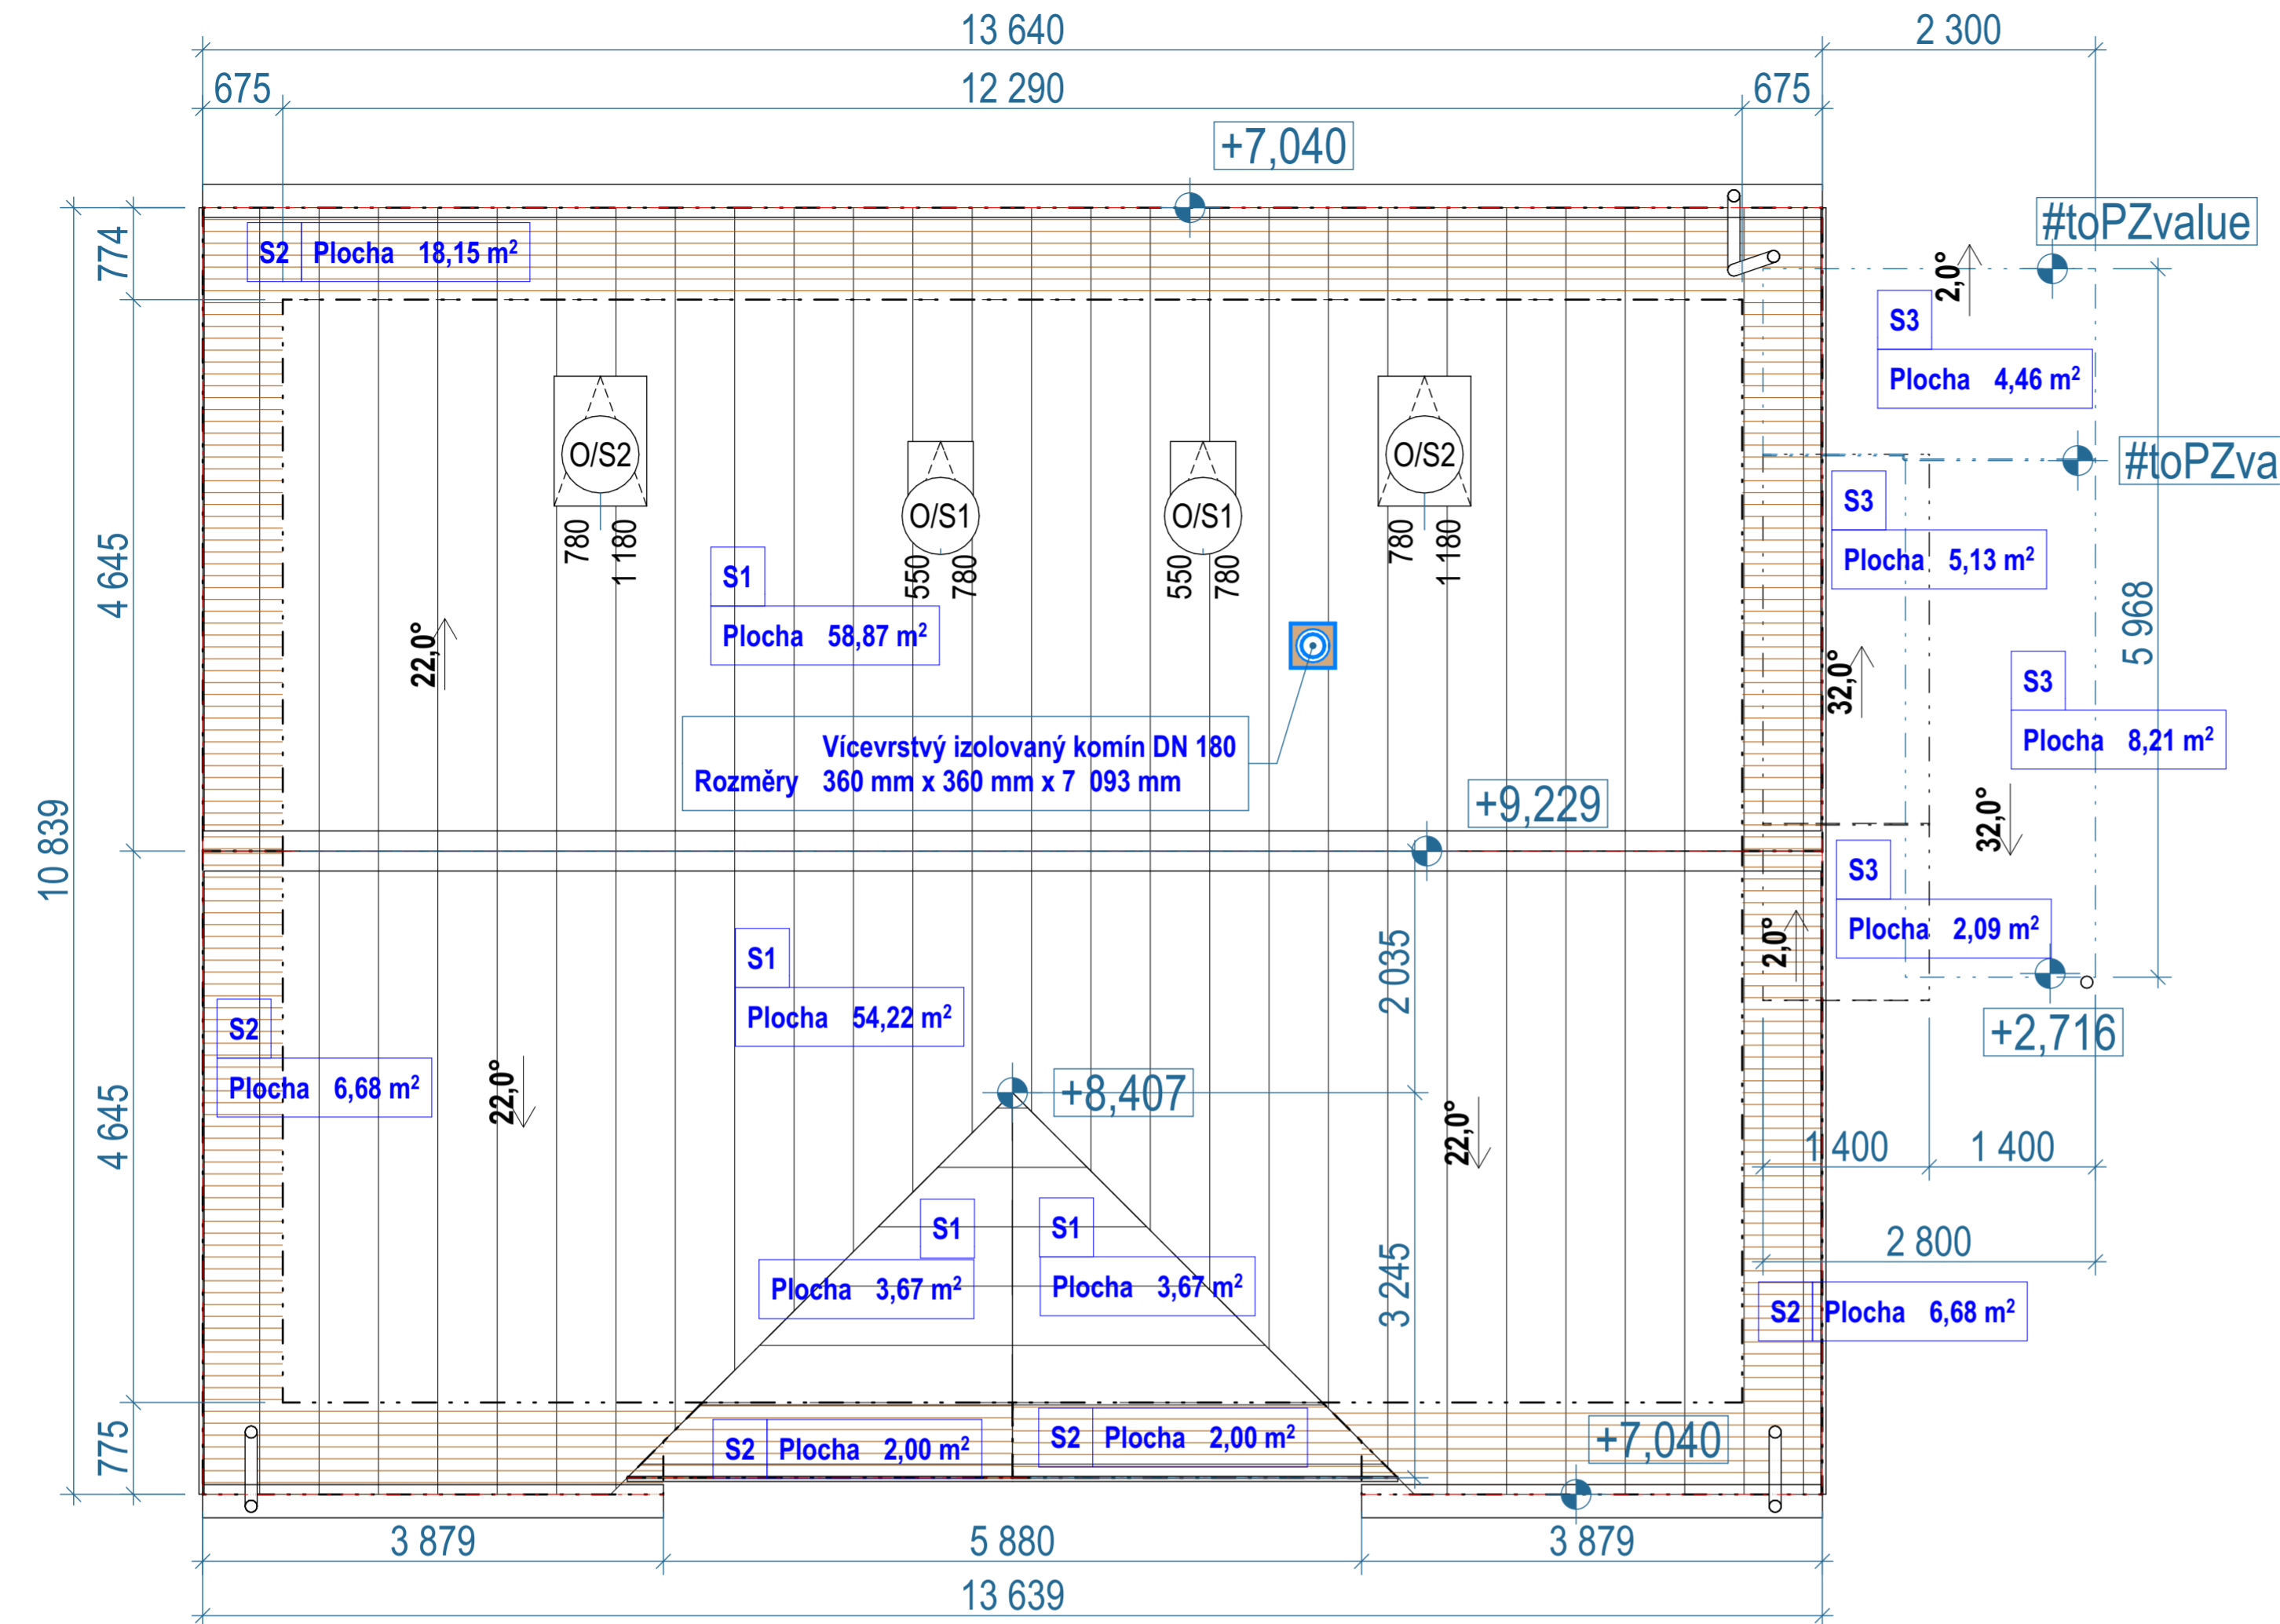 13 640
2 300
675
12 290
675
+7,040
#toPZvalue
774
S2 Plocha 18,15 m²
2,0°
S3
Plocha 4,46 m²
O/S2
O/S2
#toPZva
O/S1
O/S1
S3
780
1 180
550
780
550
780
780
1 180
Plocha 5,13 m²
4 645
S1
Plocha 58,87 m²
5 968
22,0°
32,0°
S3
Plocha 8,21 m²
Vícevrstvý izolovaný komín DN 180
Rozměry 360 mm x 360 mm x 7 093 mm
+9,229
32,0°
10 839
S3
Plocha 2,09 m²
2,0°
S1
Plocha 54,22 m²
2 035
S2
Plocha 6,68 m²
+2,716
22,0°
+8,407
22,0°
4 645
1 400
1 400
S1
S1
2 800
Plocha 3,67 m²
Plocha 3,67 m²
3 245
S2 Plocha 6,68 m²
775
S2 Plocha 2,00 m²
S2 Plocha 2,00 m²
+7,040
3 879
5 880
3 879
13 639